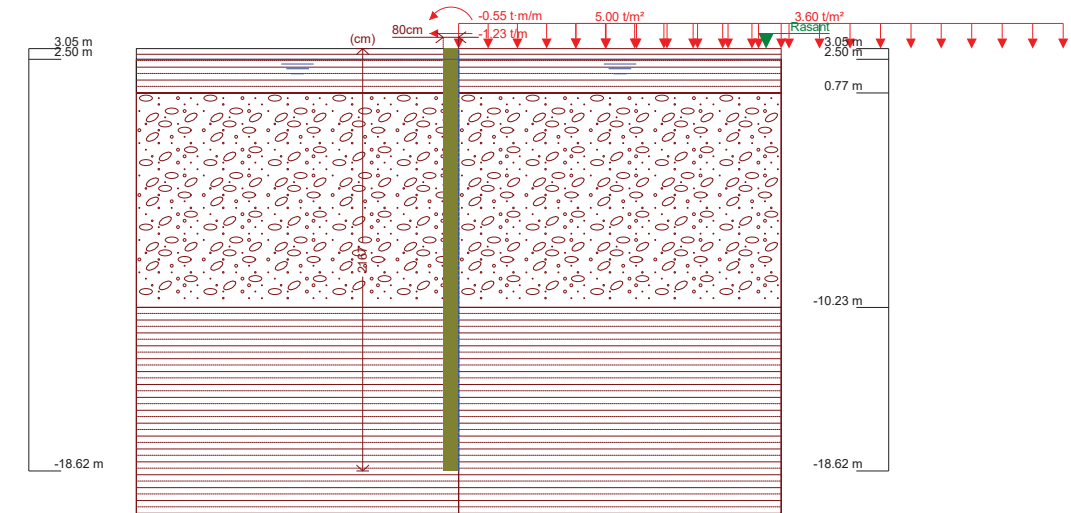 -0.55 t·m/m
5.00 t/m²
3.60 t/m²
80cm
-1.23 t/m
Rasant
(cm)
3.05 m
3.05 m
2.50 m
2.50 m
0.77 m
2167
-10.23 m
-18.62 m
-18.62 m